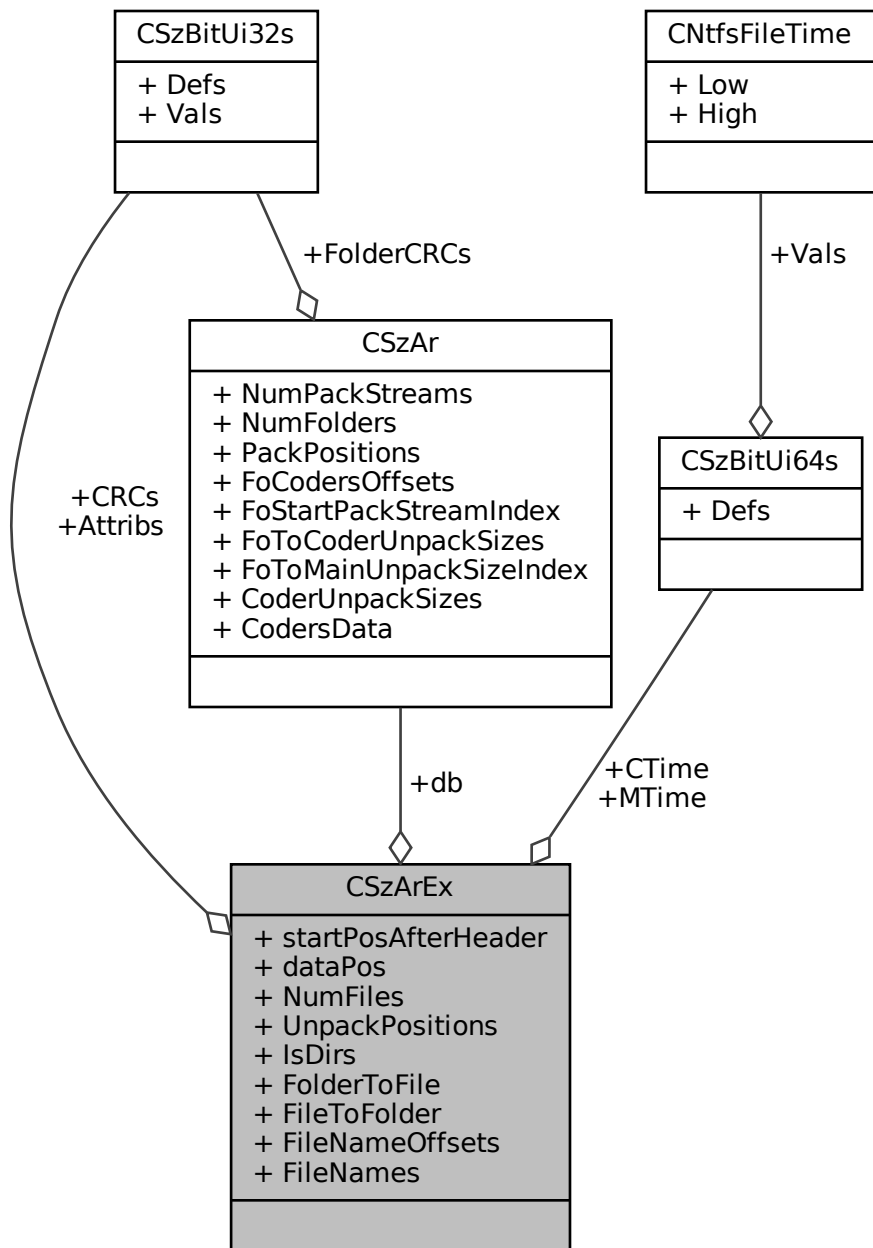 CSzBitUi32s
+ Defs
+ Vals
CNtfsFileTime
+ Low
+ High
+FolderCRCs
+Vals
CSzAr
+ NumPackStreams
+ NumFolders
+ PackPositions
+ FoCodersOffsets
+ FoStartPackStreamIndex
+ FoToCoderUnpackSizes
+ FoToMainUnpackSizeIndex
+ CoderUnpackSizes
+ CodersData
CSzBitUi64s
+ Defs
+CRCs
+Attribs
+db
+CTime
+MTime
CSzArEx
+ startPosAfterHeader
+ dataPos
+ NumFiles
+ UnpackPositions
+ IsDirs
+ FolderToFile
+ FileToFolder
+ FileNameOffsets
+ FileNames